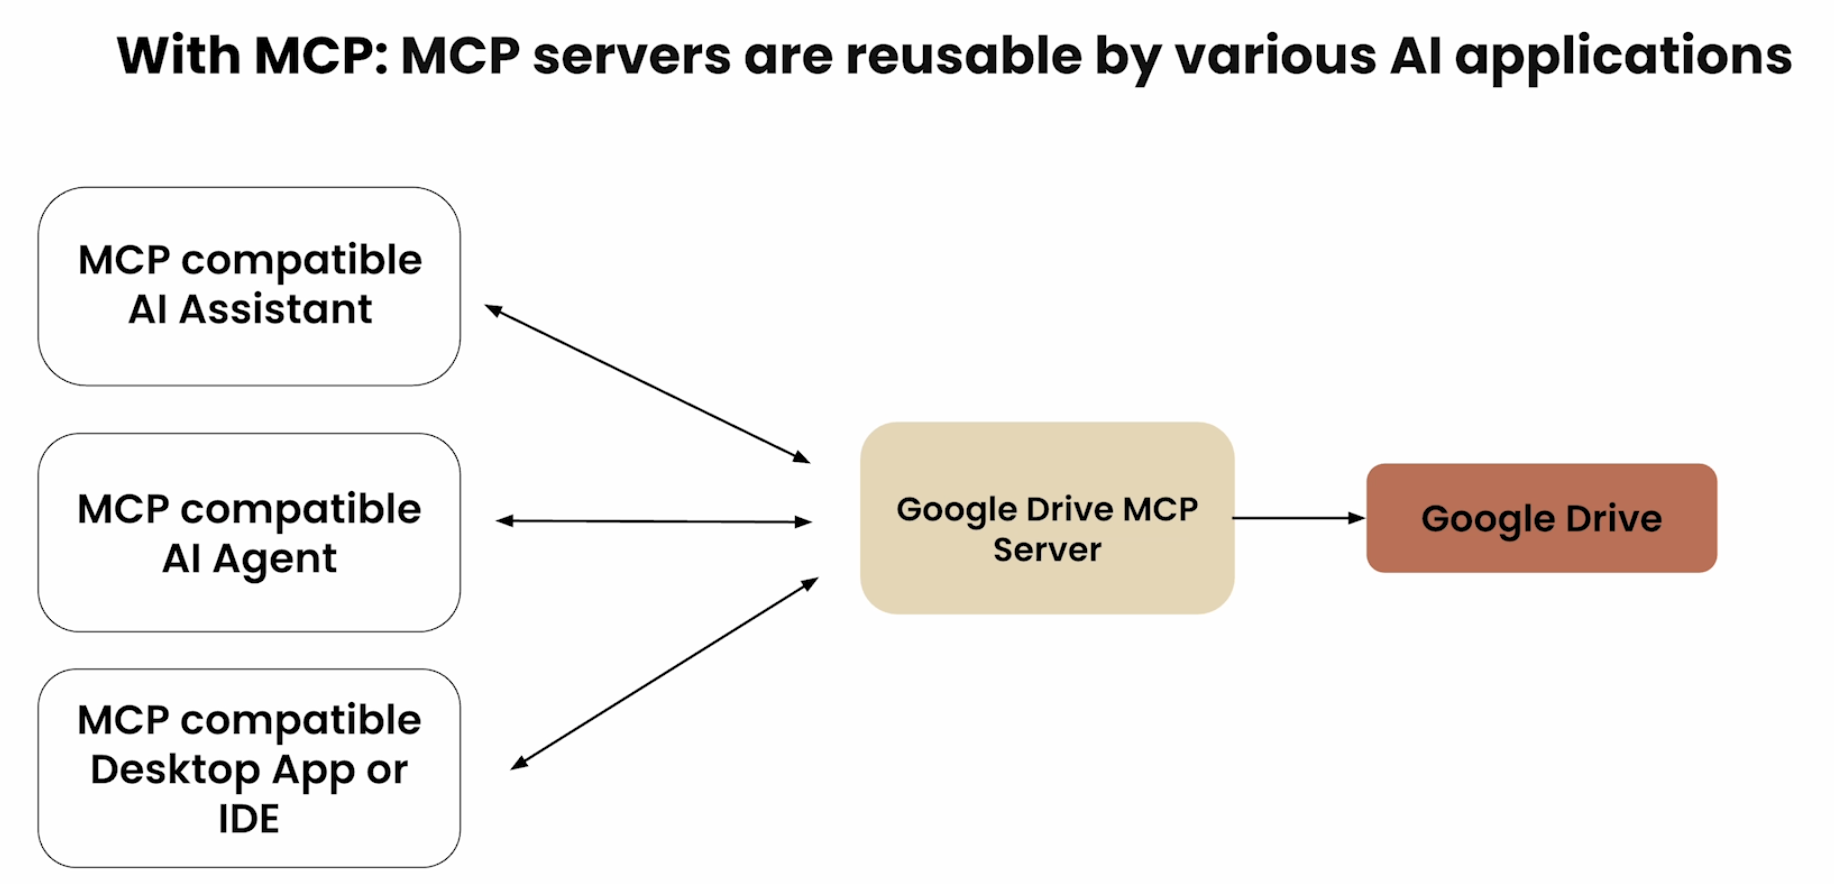 With MCP: MCP servers are reusable by various AI applications
MCP compatible
AI Assistant
MCP compatible
AI Agent
MCP compatible
Desktop App or
IDE
Google Drive MCP
Server
Google Drive